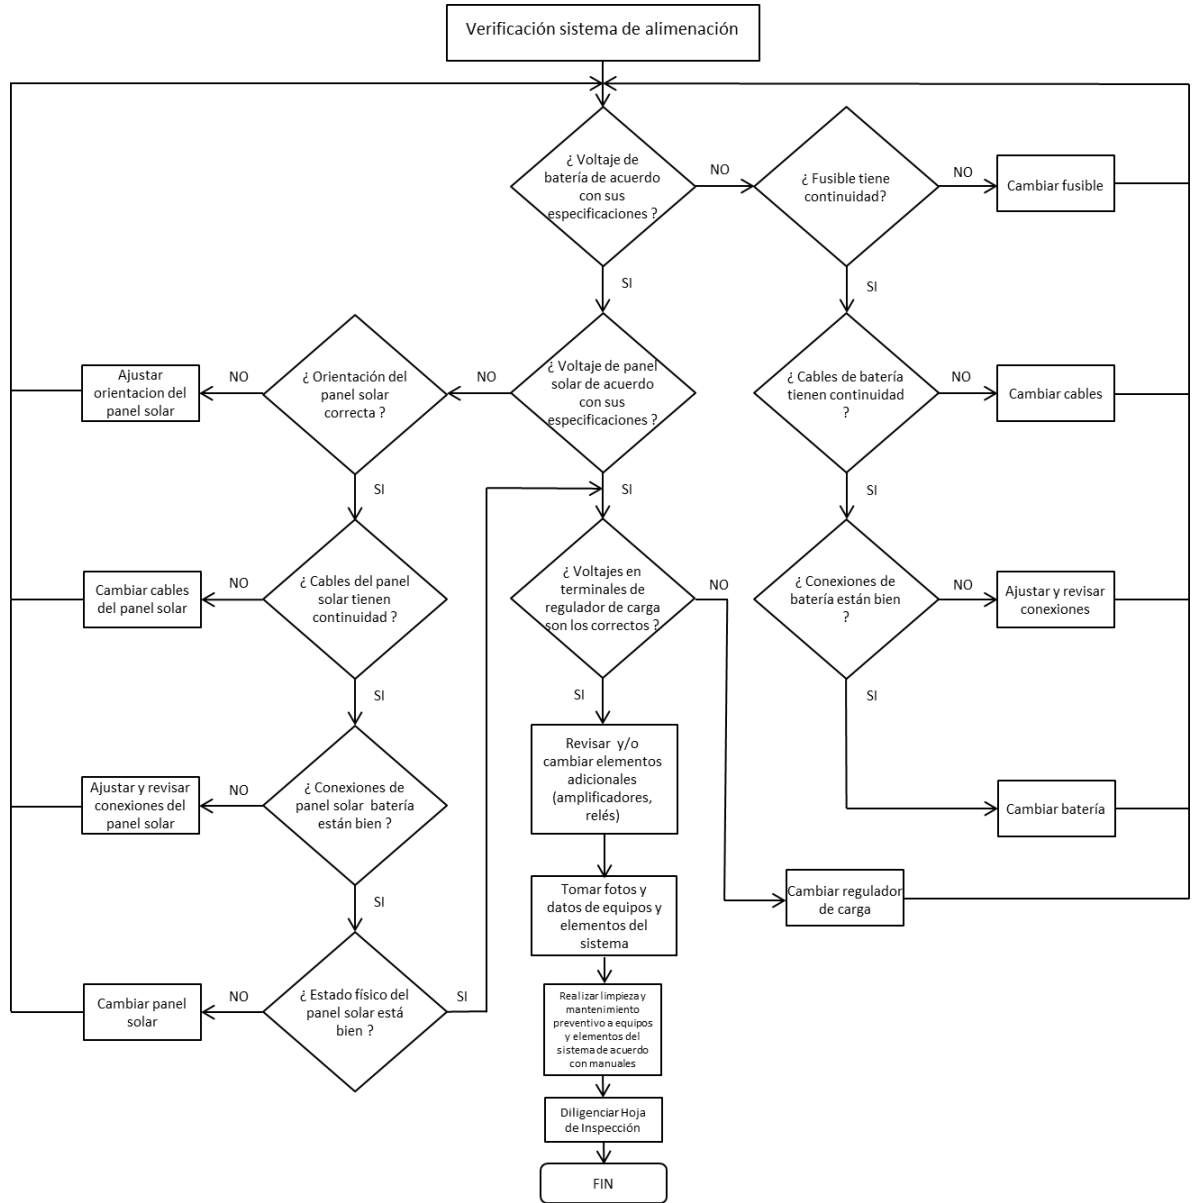 Verificación sistema de alimenación
¿ Voltaje de
batería de acuerdo
con sus
especificaciones ?
NO
¿ Fusible tiene
continuidad?
NO
Cambiar fusible
SI
SI
¿ Voltaje de panel
solar de acuerdo
con sus
especificaciones ?
NO
¿ Orientación del
panel solar
correcta ?
NO
Ajustar
orientacion del
panel solar
¿ Cables de batería
tienen continuidad
?
NO
Cambiar cables
SI
SI
SI
¿ Cables del panel
solar tienen
continuidad ?
NO
Cambiar cables
del panel solar
¿ Voltajes en
terminales de
regulador de carga
son los correctos ?
NO
¿ Conexiones de
batería están bien
?
NO
Ajustar y revisar
conexiones
SI
SI
SI
¿ Conexiones de
panel solar batería
están bien ?
NO
Ajustar y revisar
conexiones del
panel solar
Revisar y/o
cambiar elementos
adicionales
(amplificadores,
relés)
Cambiar batería
SI
Tomar fotos y
datos de equipos y
elementos del
sistema
Cambiar regulador
de carga
¿ Estado físico del
panel solar está
bien ?
NO
Cambiar panel
solar
SI
Realizar limpieza y
mantenimiento
preventivo a equipos
y elementos del
sistema de acuerdo
con manuales
Diligenciar Hoja
de Inspección
FIN